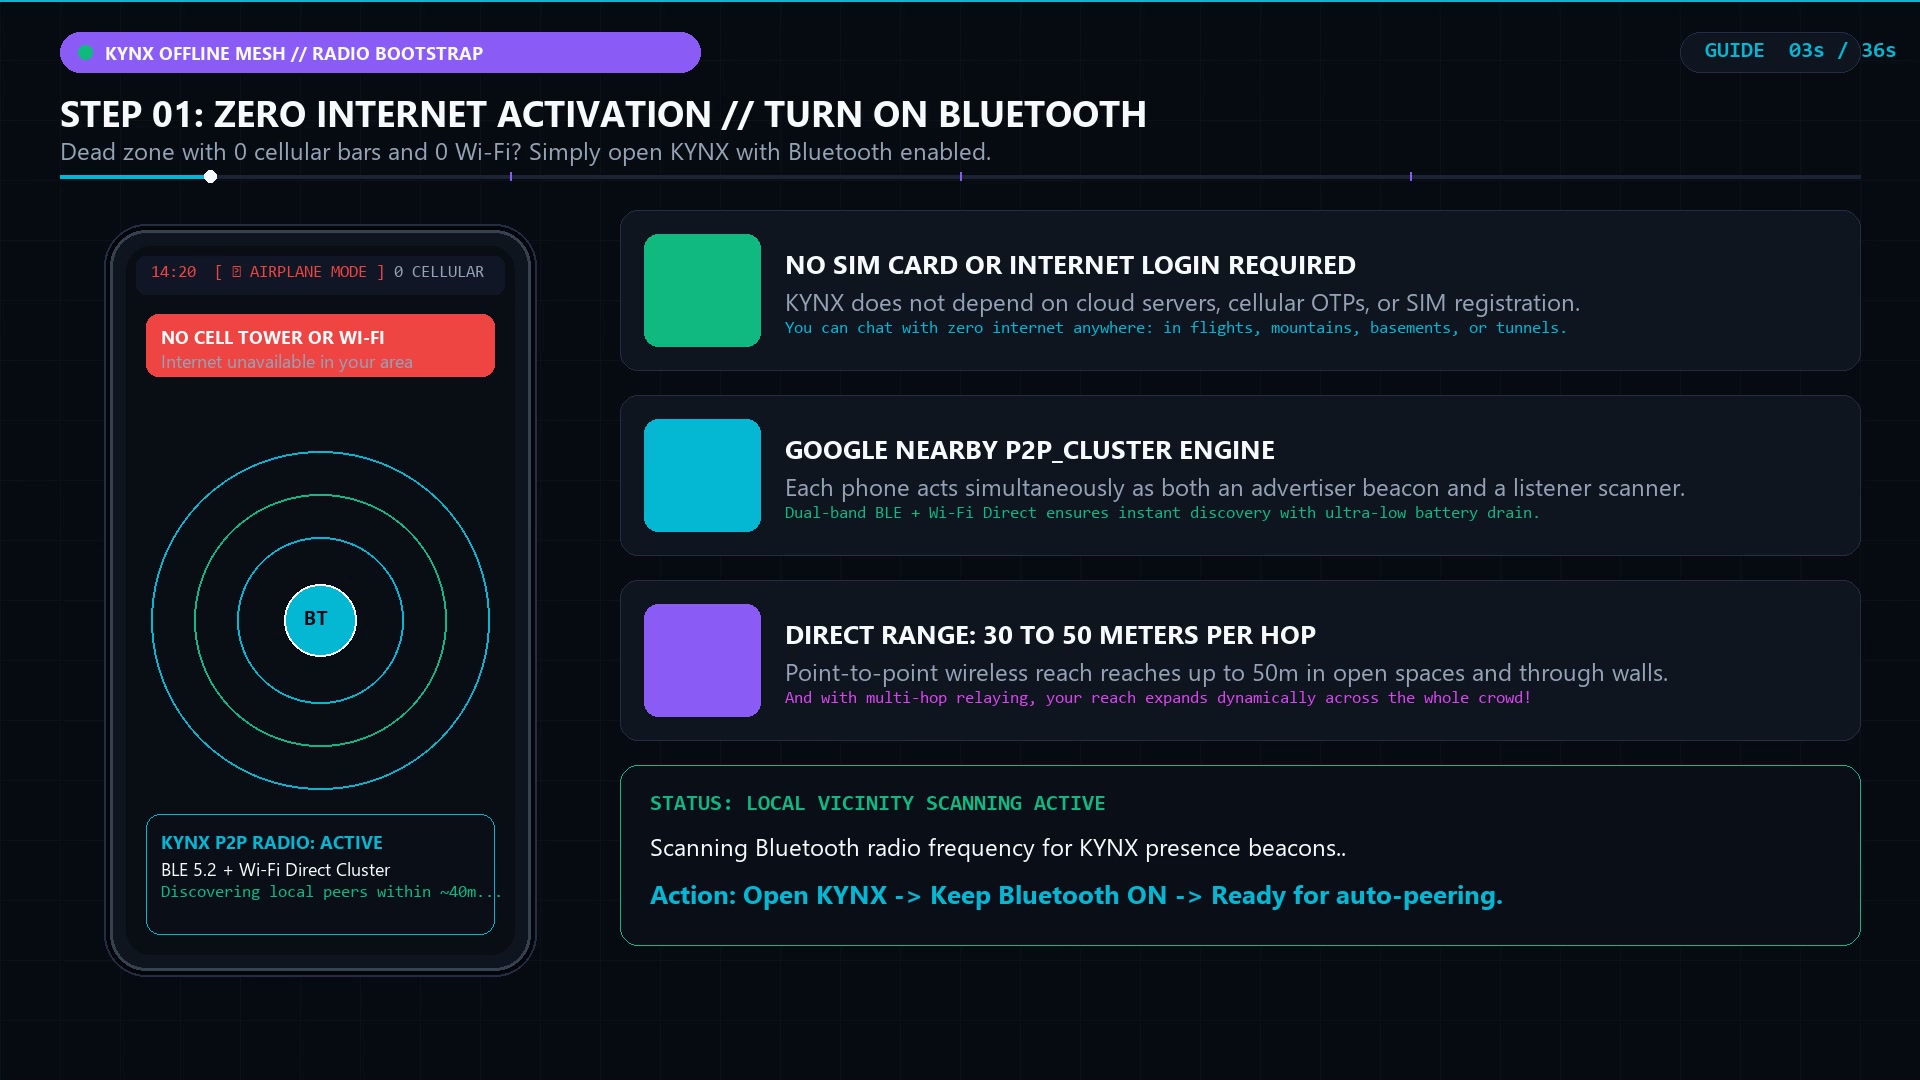 KYNX OFFLINE MESH // RADIO BOOTSTRAP
GUIDE 03s / 36s
STEP 01: ZERO INTERNET ACTIVATION // TURN ON BLUETOOTH
Dead zone with 0 cellular bars and 0 Wi-Fi? Simply open KYNX with Bluetooth enabled.
14:20 [ AIRPLANE MODE ] 0 CELLULAR
NO CELL TOWER OR WI-FI
Internet unavailable in your area
BT
KYNX P2P RADIO: ACTIVE
BLE 5.2 + Wi-Fi Direct Cluster
Discovering local peers within ~40m...
NO SIM CARD OR INTERNET LOGIN REQUIRED
KYNX does not depend on cloud servers, cellular OTPs, or SIM registration.
You can chat with zero internet anywhere: in flights, mountains, basements, or tunnels.
GOOGLE NEARBY P2P_CLUSTER ENGINE
Each phone acts simultaneously as both an advertiser beacon and a listener scanner.
Dual-band BLE + Wi-Fi Direct ensures instant discovery with ultra-low battery drain.
DIRECT RANGE: 30 TO 50 METERS PER HOP
Point-to-point wireless reach reaches up to 50m in open spaces and through walls.
And with multi-hop relaying, your reach expands dynamically across the whole crowd!
STATUS: LOCAL VICINITY SCANNING ACTIVE
Scanning Bluetooth radio frequency for KYNX presence beacons..
Action: Open KYNX -> Keep Bluetooth ON -> Ready for auto-peering.